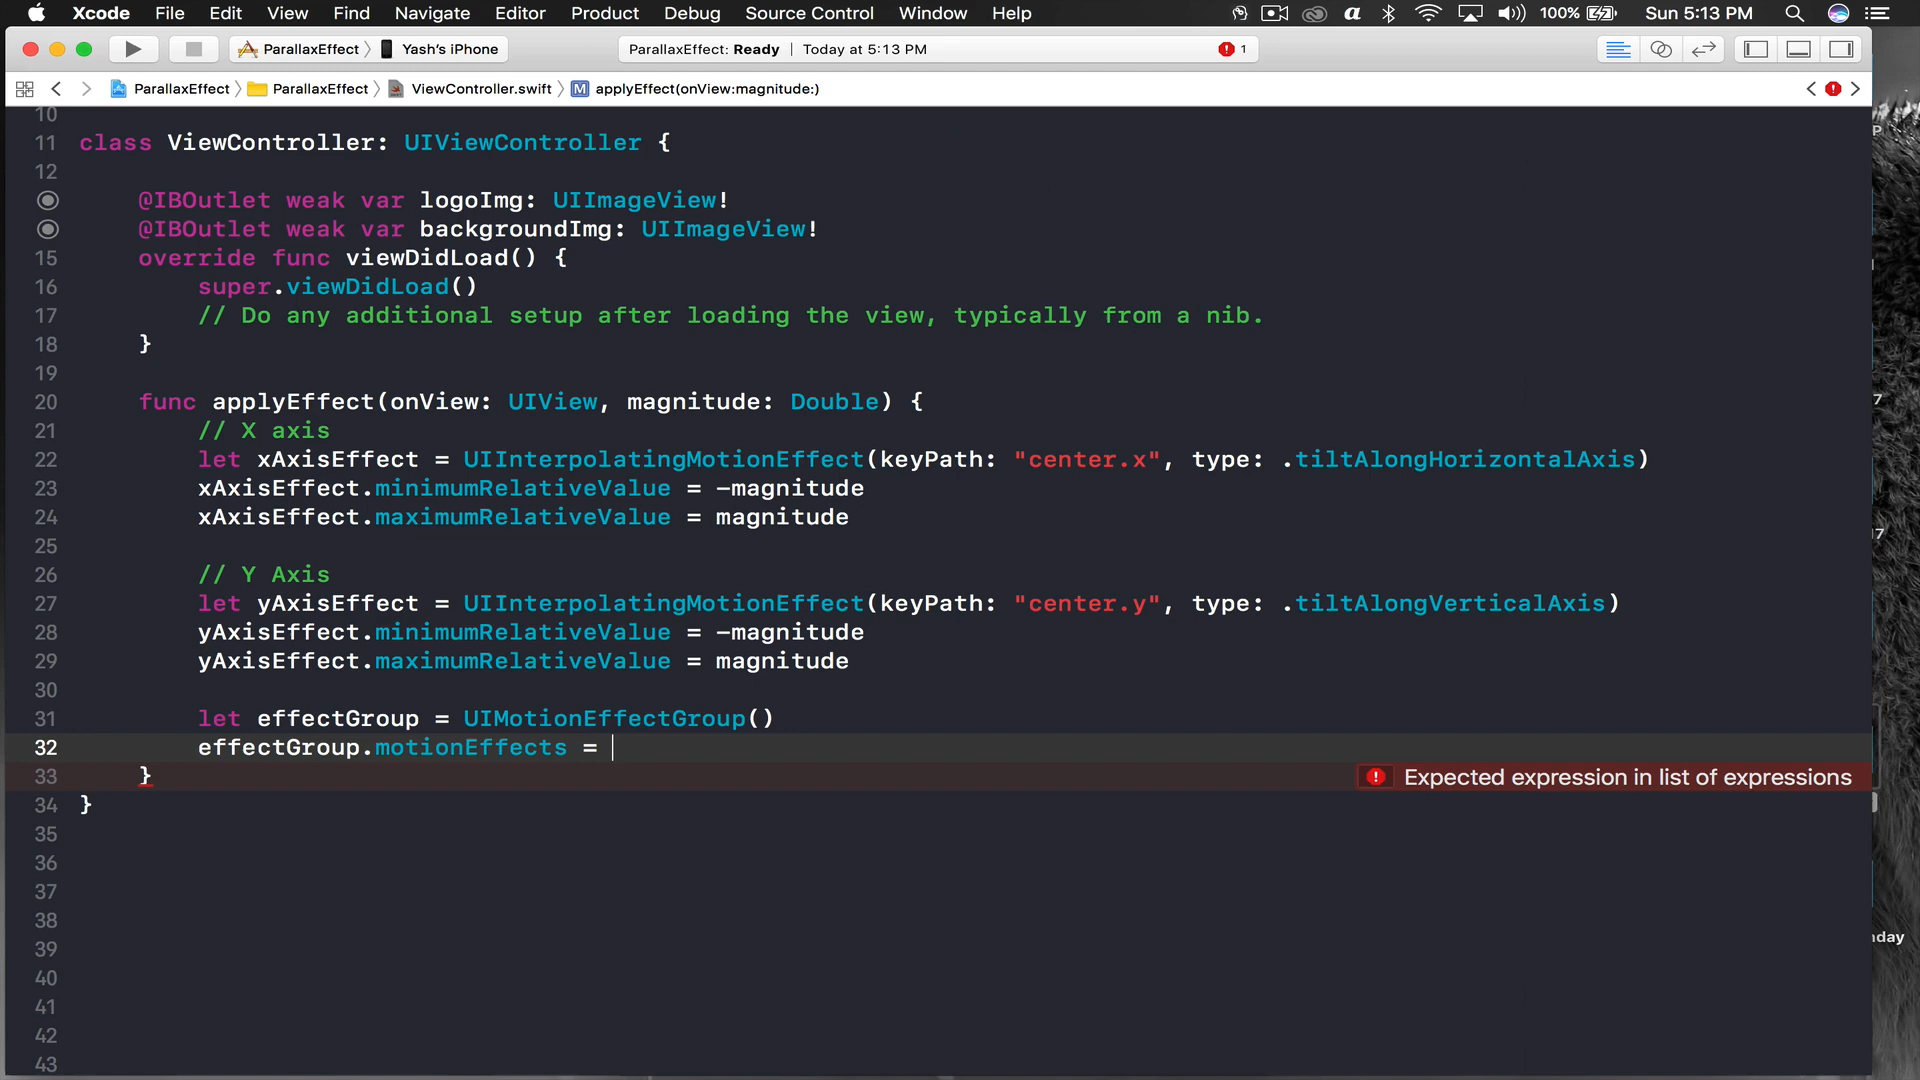 Xcode File Edit View Find Navigate Editor Product Debug Source Control Window Help 100% Sun 5:13 PM
ParallaxEffect Yash's iPhone ParallaxEffect: Ready | Today at 5:13 PM 1
ParallaxEffect ParallaxEffect ViewController.swift M applyEffect(onView:magnitude:)
10
11 class ViewController: UIViewController {
12
@IBOutlet weak var logoImg: UIImageView!
@IBOutlet weak var backgroundImg: UIImageView!
15 override func viewDidLoad() {
16 super.viewDidLoad()
17 // Do any additional setup after loading the view, typically from a nib.
18 }
19
20 func applyEffect(onView: UIView, magnitude: Double) {
21 // X axis
22 let xAxisEffect = UIInterpolatingMotionEffect(keyPath: "center.x", type: .tiltAlongHorizontalAxis)
23 xAxisEffect.minimumRelativeValue = -magnitude
24 xAxisEffect.maximumRelativeValue = magnitude
25
26 // Y Axis
27 let yAxisEffect = UIInterpolatingMotionEffect(keyPath: "center.y", type: .tiltAlongVerticalAxis)
28 yAxisEffect.minimumRelativeValue = -magnitude
29 yAxisEffect.maximumRelativeValue = magnitude
30
31 let effectGroup = UIMotionEffectGroup()
32 effectGroup.motionEffects =
33 } Expected expression in list of expressions
34 }
35
36
37
38
39
40
41
42
43